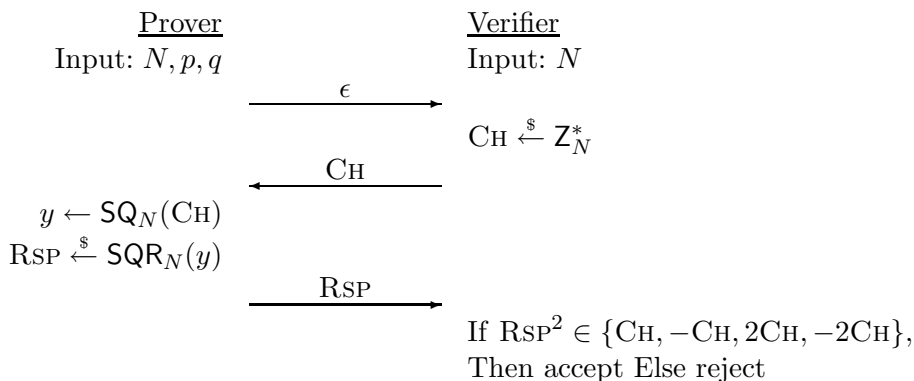 Prover Verifier
Input: N, p, q Input: N
ϵ
CH $← Z*N
CH
y ← SQN(CH)
RSP $← SQRN(y)
RSP
If RSP² ∈ {CH, −CH, 2CH, −2CH},
Then accept Else reject